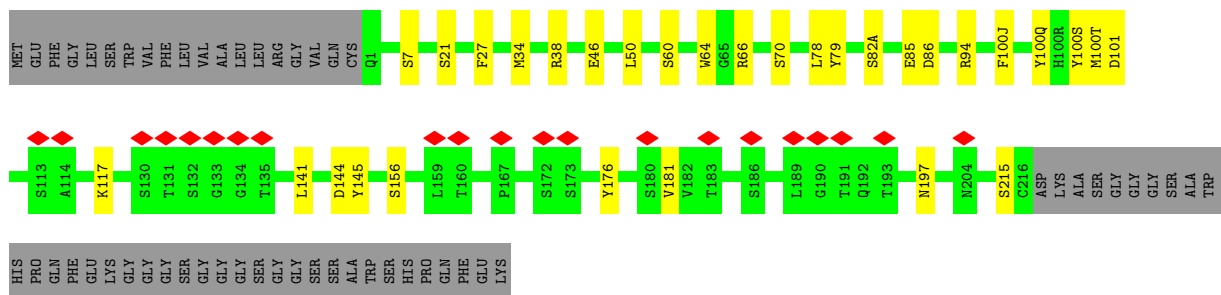 MET GLU PHE GLY LEU SER TRP VAL PHE LEU VAL ALA LEU LEU ARG GLY VAL GLN CYS Q1 S7 S21 F27 M34 R38 E46 L50 S60 W64 G65 R66 S70 L78 Y79 S82A E85 D86 R94 F100J Y100Q H100R Y100S M100T D101
S113 A114 K117 S130 T131 S132 G133 G134 T135 L141 D144 Y145 S156 L159 T160 P167 S172 S173 Y176 S180 V181 V182 T183 S186 L189 G190 T191 Q192 T193 N197 N204 S215 C216 ASP LYS ALA SER GLY GLY GLY SER ALA TRP
HIS PRO GLN PHE GLU LYS GLY GLY GLY SER GLY GLY GLY SER GLY GLY SER SER ALA TRP SER HIS PRO GLN PHE GLU LYS